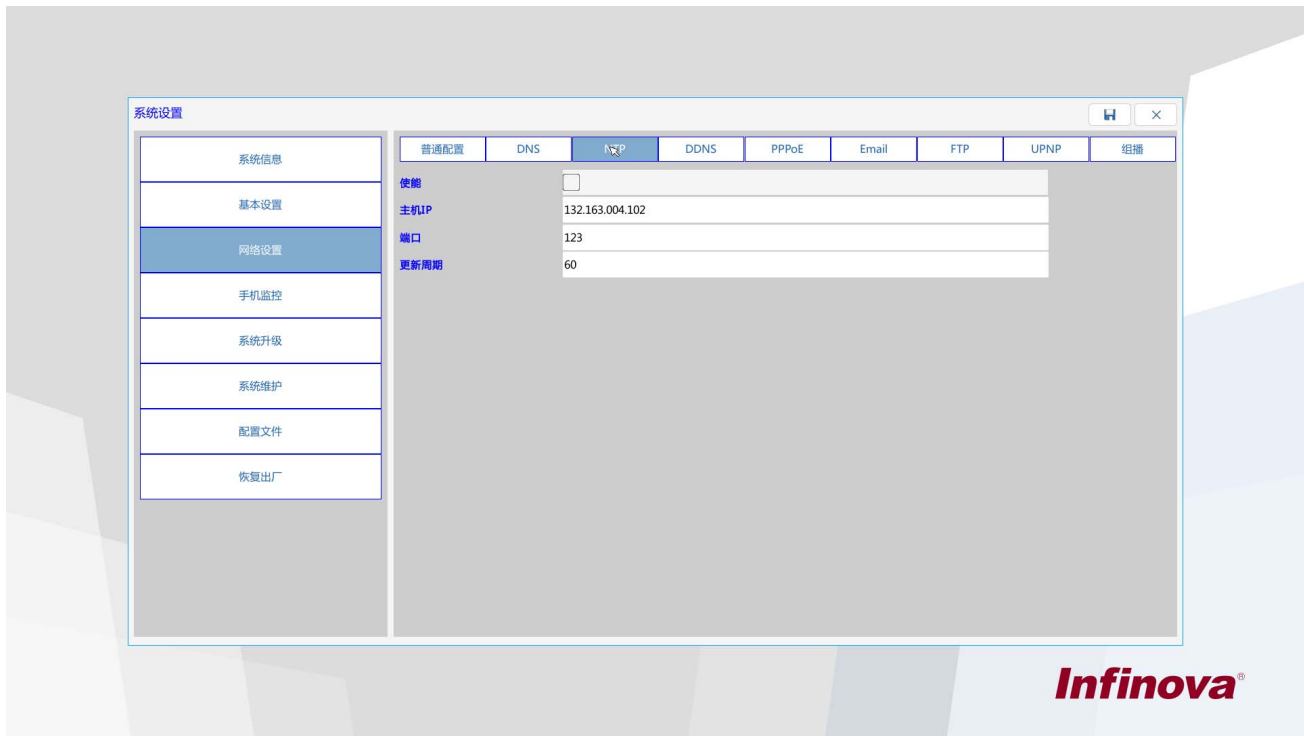 系统设置
系统信息
基本设置
网络设置
手机监控
系统升级
系统维护
配置文件
恢复出厂
普通配置 DNS NTP DDNS PPPoE Email FTP UPNP 组播
使能
主机IP 132.163.004.102
端口 123
更新周期 60
Infinova®